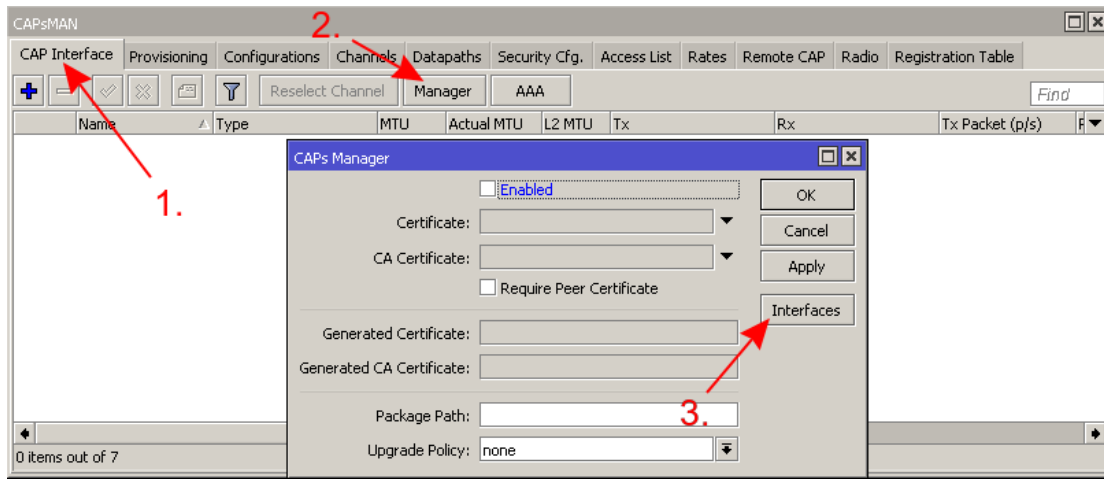 CAPsMAN
2.
CAP Interface Provisioning Configurations Channels Datapaths Security Cfg. Access List Rates Remote CAP Radio Registration Table
Reselect Channel Manager AAA Find
Name Type MTU Actual MTU L2 MTU Tx Rx Tx Packet (p/s)
CAPs Manager
Enabled OK
1.
Certificate: Cancel
CA Certificate: Apply
Require Peer Certificate
Interfaces
Generated Certificate:
Generated CA Certificate:
3.
Package Path:
Upgrade Policy: none
0 items out of 7